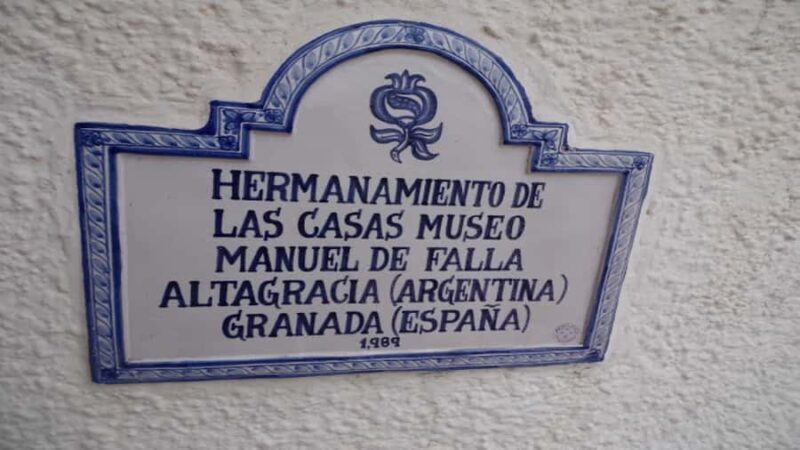 HERMANAMIENTO DE
LAS CASAS MUSEO
MANUEL DE FALLA
ALTAGRACIA (ARGENTINA)
GRANADA (ESPAÑA)
1,989